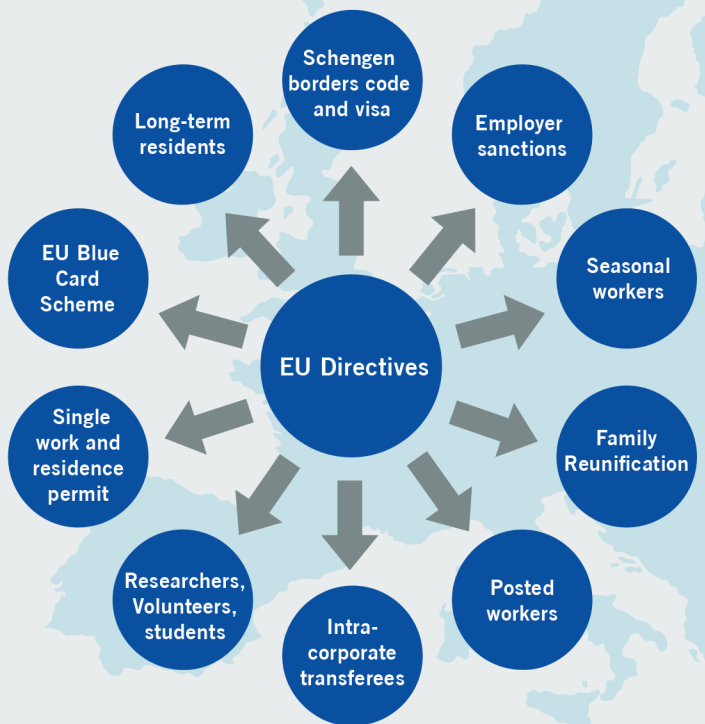 Schengen
borders code
and visa
Employer
sanctions
Seasonal
workers
Family
Reunification
Posted
workers
Intra-
corporate
transferees
Researchers,
Volunteers,
students
Single
work and
residence
permit
EU Blue
Card
Scheme
Long-term
residents
EU Directives